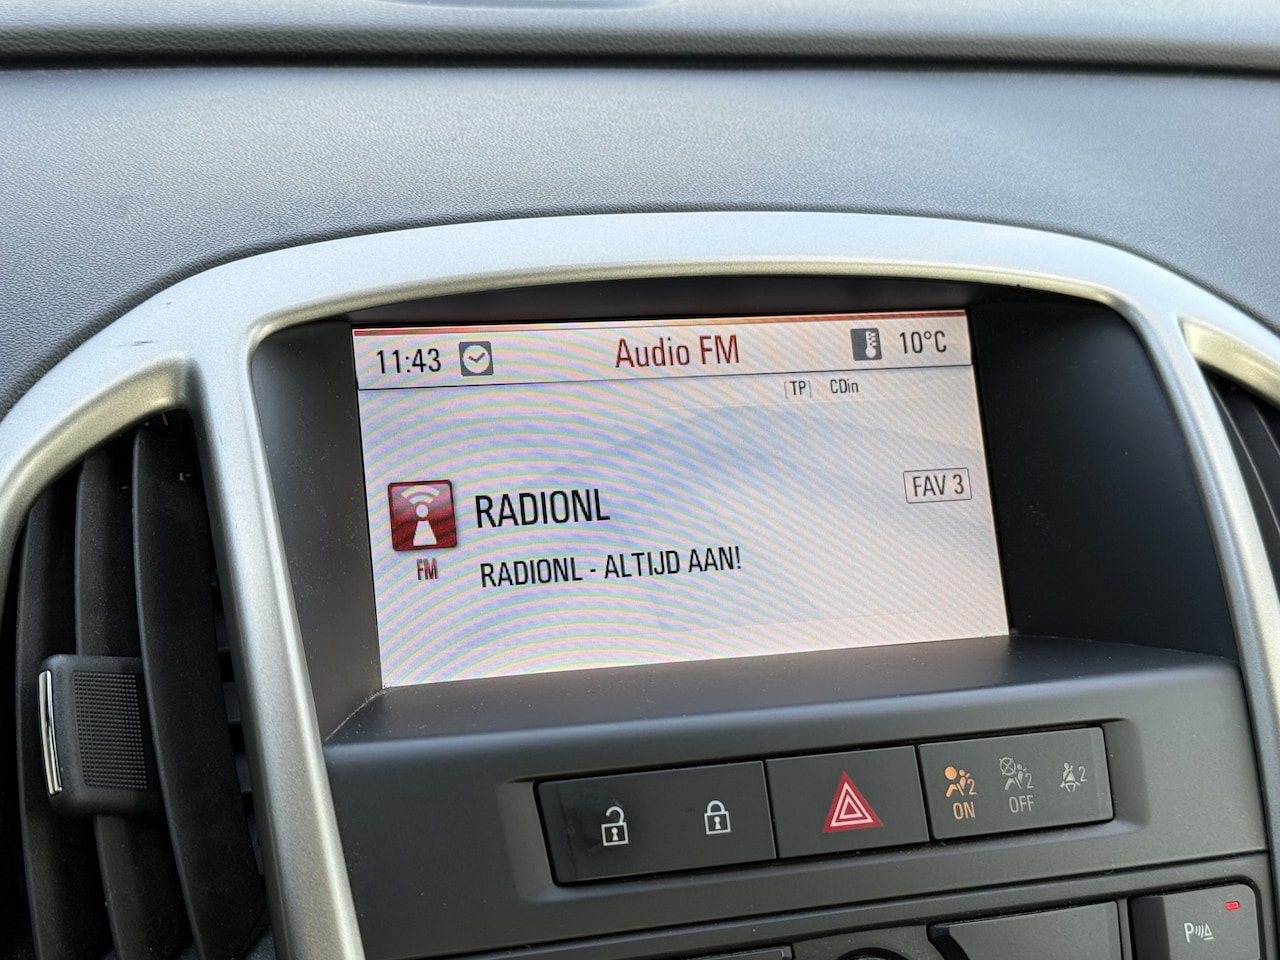 11:43 Audio FM 10°C
TP CDin
FAV 3
RADIONL
FM RADIONL - ALTIJD AAN!
2 ON 2 OFF 2
P